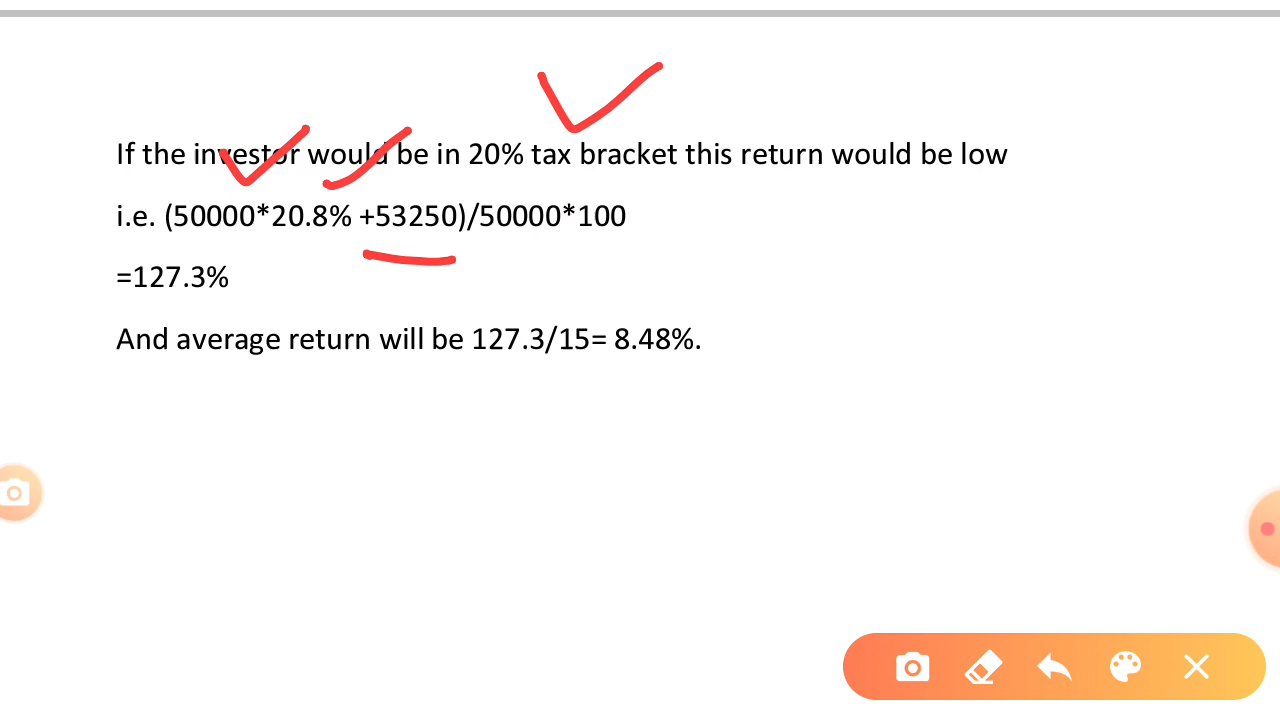 If the investor would be in 20% tax bracket this return would be low
i.e. (50000*20.8% +53250)/50000*100
=127.3%
And average return will be 127.3/15= 8.48%.